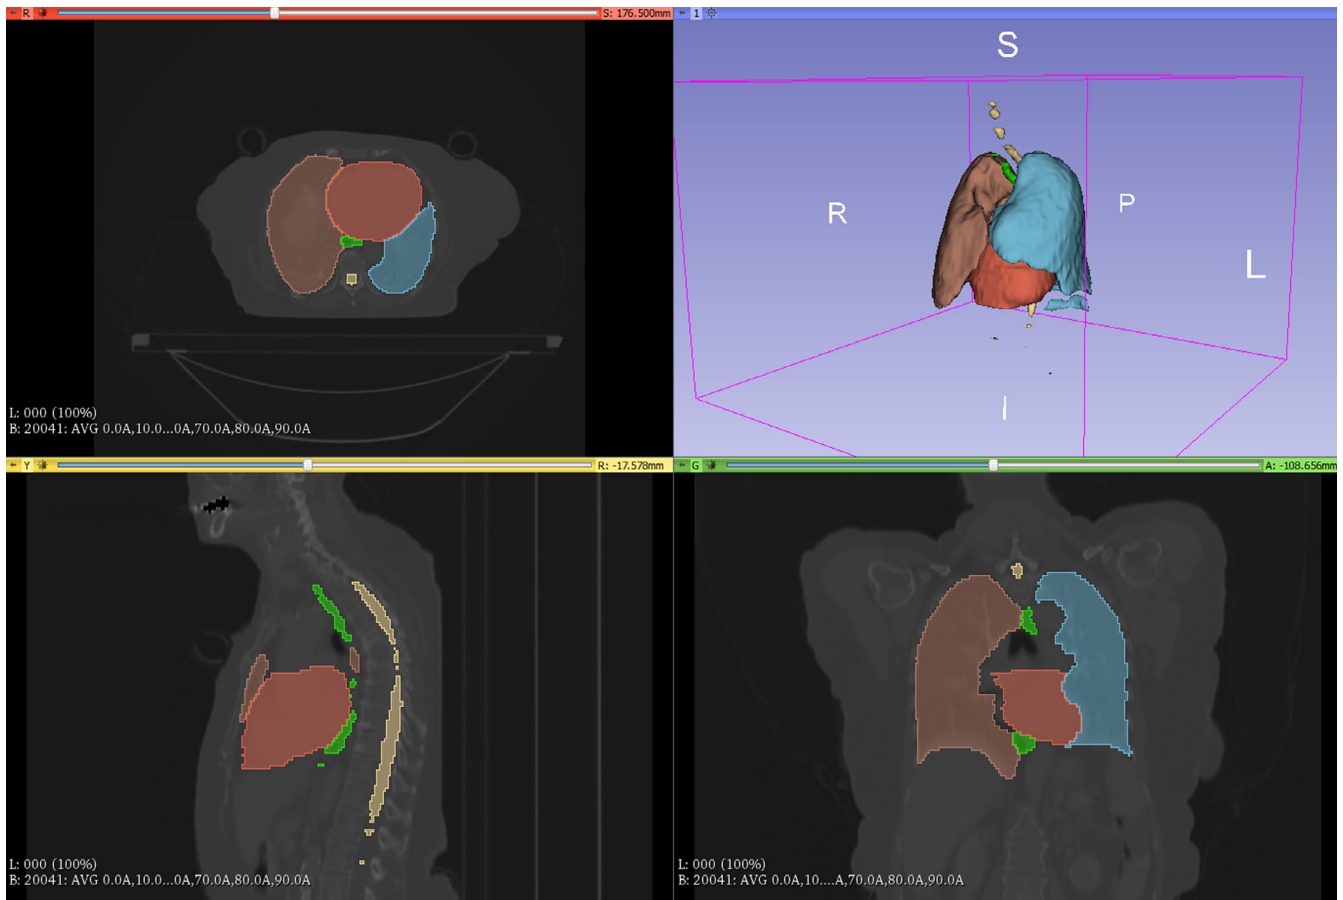 R S: 176.500mm
1
S
R
P
L
I
L: 000 (100%)
B: 20041: AVG 0.0A,10.0...0A,70.0A,80.0A,90.0A
Y R: -17.578mm
G A: -108.656mm
L: 000 (100%)
B: 20041: AVG 0.0A,10.0...0A,70.0A,80.0A,90.0A
L: 000 (100%)
B: 20041: AVG 0.0A,10....A,70.0A,80.0A,90.0A